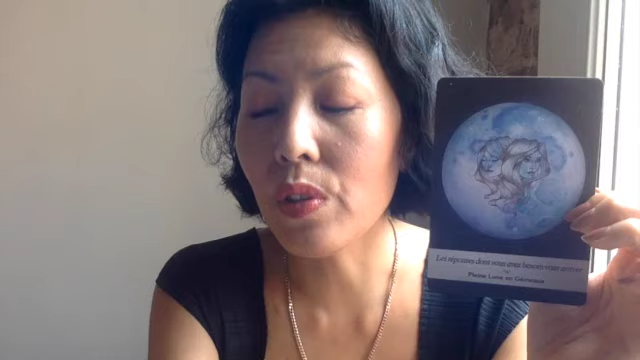 Les réponses dont vous avez besoin vont arriver
Pleine Lune en Gémeaux